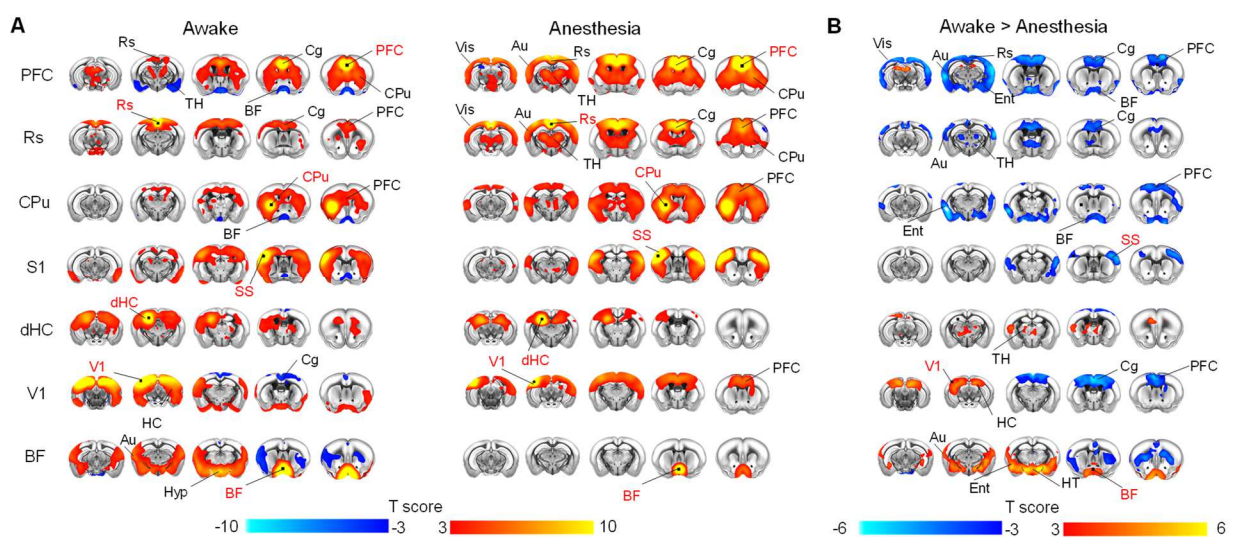 A
Awake
Anesthesia
B
Awake > Anesthesia
PFC
Rs
TH
BF
Cg
PFC
CPu
Vis
Au
Rs
TH
Cg
PFC
CPu
Vis
Au
Rs
Ent
Cg
BF
PFC
Rs
Rs
Cg
PFC
Vis
Au
Rs
TH
Cg
PFC
CPu
Au
TH
Cg
CPu
CPu
BF
PFC
CPu
PFC
Ent
BF
PFC
S1
SS
SS
SS
dHC
dHC
dHC
TH
V1
V1
HC
Cg
V1
PFC
V1
HC
Cg
PFC
BF
Au
Hyp
BF
BF
Au
Ent
HT
BF
T score
-10 -3 3 10
T score
-6 -3 3 6